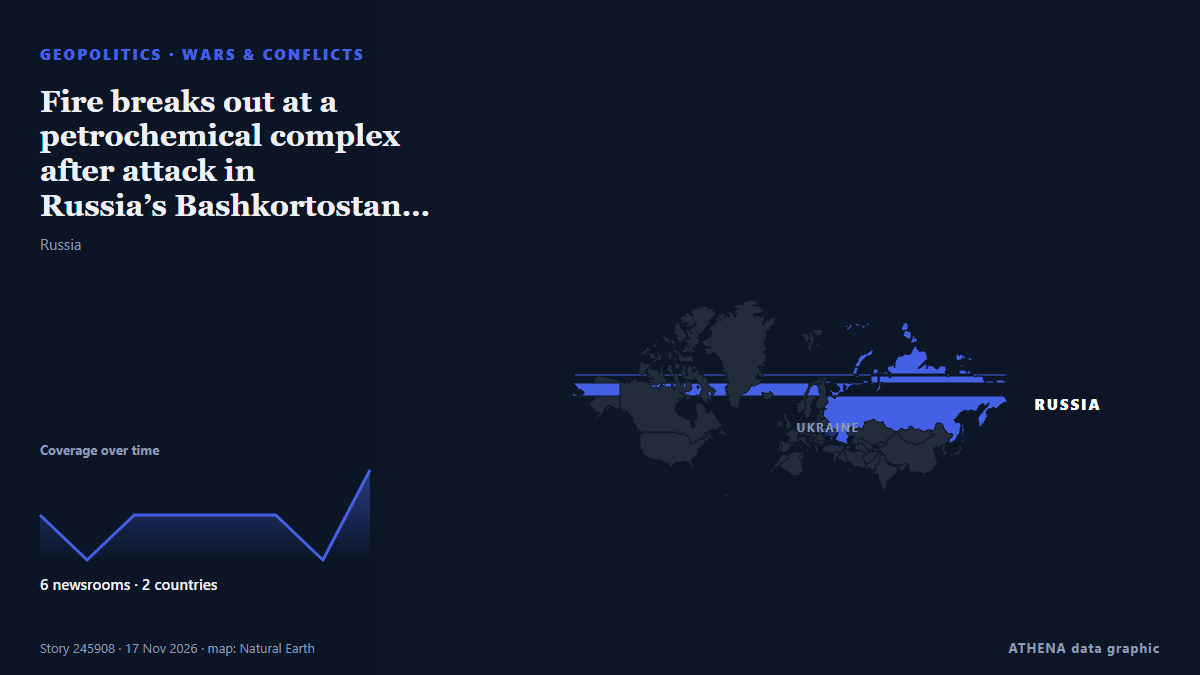 GEOPOLITICS · WARS & CONFLICTS
Fire breaks out at a
petrochemical complex
after attack in
Russia’s Bashkortostan...
Russia
RUSSIA
UKRAINE
Coverage over time
6 newsrooms · 2 countries
Story 245908 · 17 Nov 2026 · map: Natural Earth
ATHENA data graphic